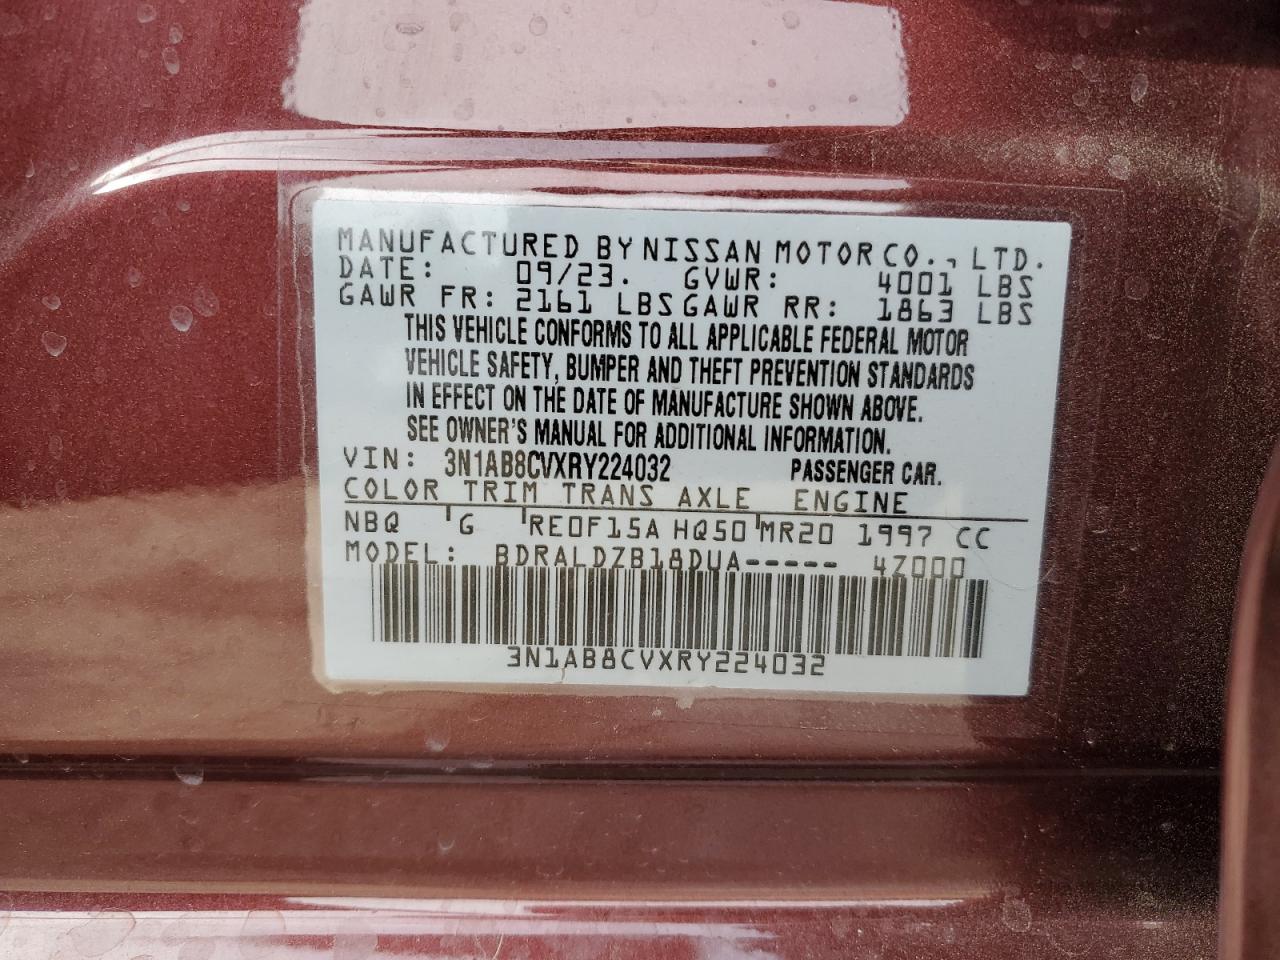 MANUFACTURED BY NISSAN MOTOR CO., LTD.
DATE: 09/23. GVWR: 4001 LBS
GAWR FR: 2161 LBS GAWR RR: 1863 LBS
THIS VEHICLE CONFORMS TO ALL APPLICABLE FEDERAL MOTOR
VEHICLE SAFETY, BUMPER AND THEFT PREVENTION STANDARDS
IN EFFECT ON THE DATE OF MANUFACTURE SHOWN ABOVE.
SEE OWNER'S MANUAL FOR ADDITIONAL INFORMATION.
VIN: 3N1AB8CVXRY224032 PASSENGER CAR.
COLOR TRIM TRANS AXLE ENGINE
NBQ G RE0F15A HQ50 MR20 1997 CC
MODEL: BDRALDZB18DUA----- 4Z000
3N1AB8CVXRY224032